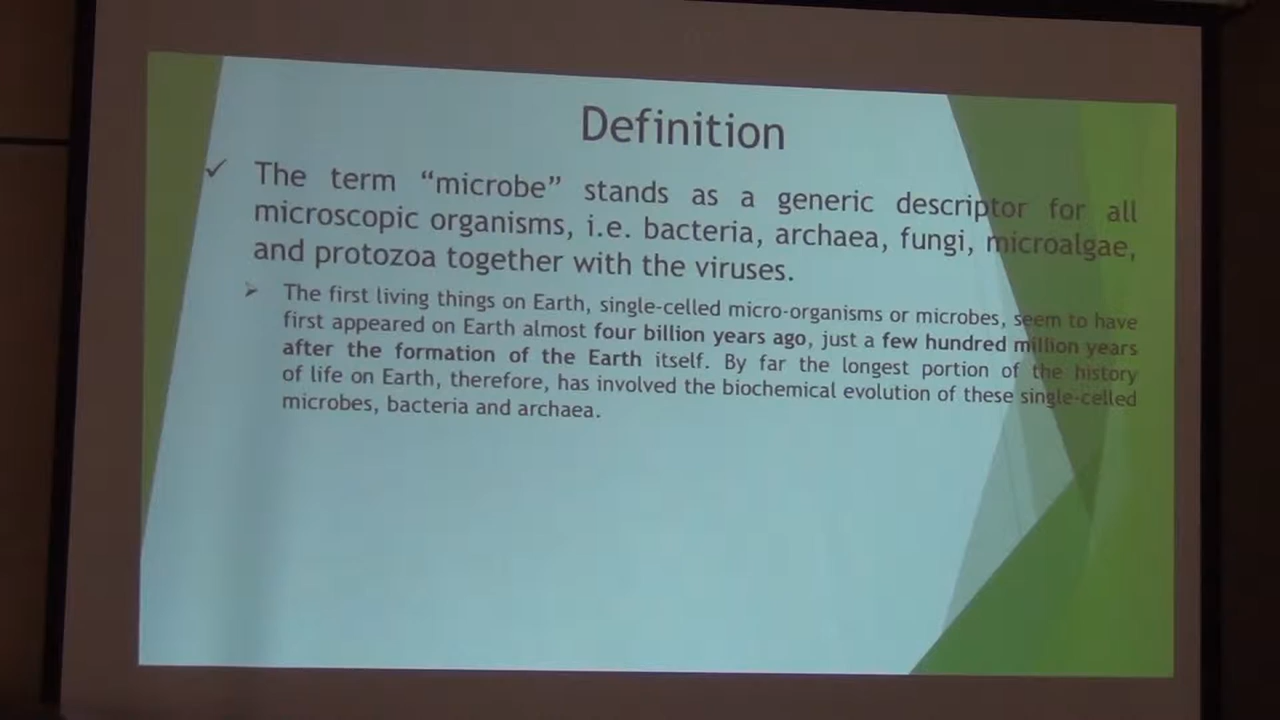 Definition
The term “microbe” stands as a generic descriptor for all
microscopic organisms, i.e. bacteria, archaea, fungi, microalgae,
and protozoa together with the viruses.
The first living things on Earth, single-celled micro-organisms or microbes, seem to have
first appeared on Earth almost four billion years ago, just a few hundred million years
after the formation of the Earth itself. By far the longest portion of the history
of life on Earth, therefore, has involved the biochemical evolution of these single-celled
microbes, bacteria and archaea.